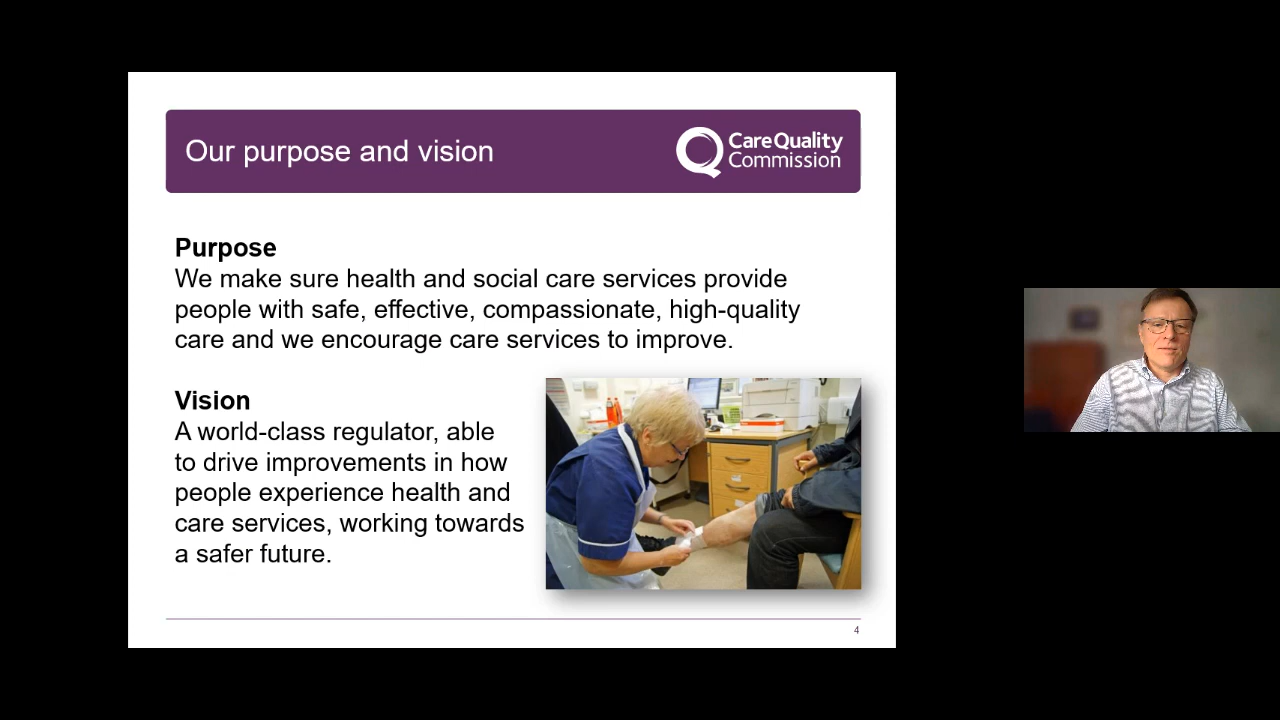 Our purpose and vision
CareQuality
Commission
Purpose
We make sure health and social care services provide
people with safe, effective, compassionate, high-quality
care and we encourage care services to improve.
Vision
A world-class regulator, able
to drive improvements in how
people experience health and
care services, working towards
a safer future.
4